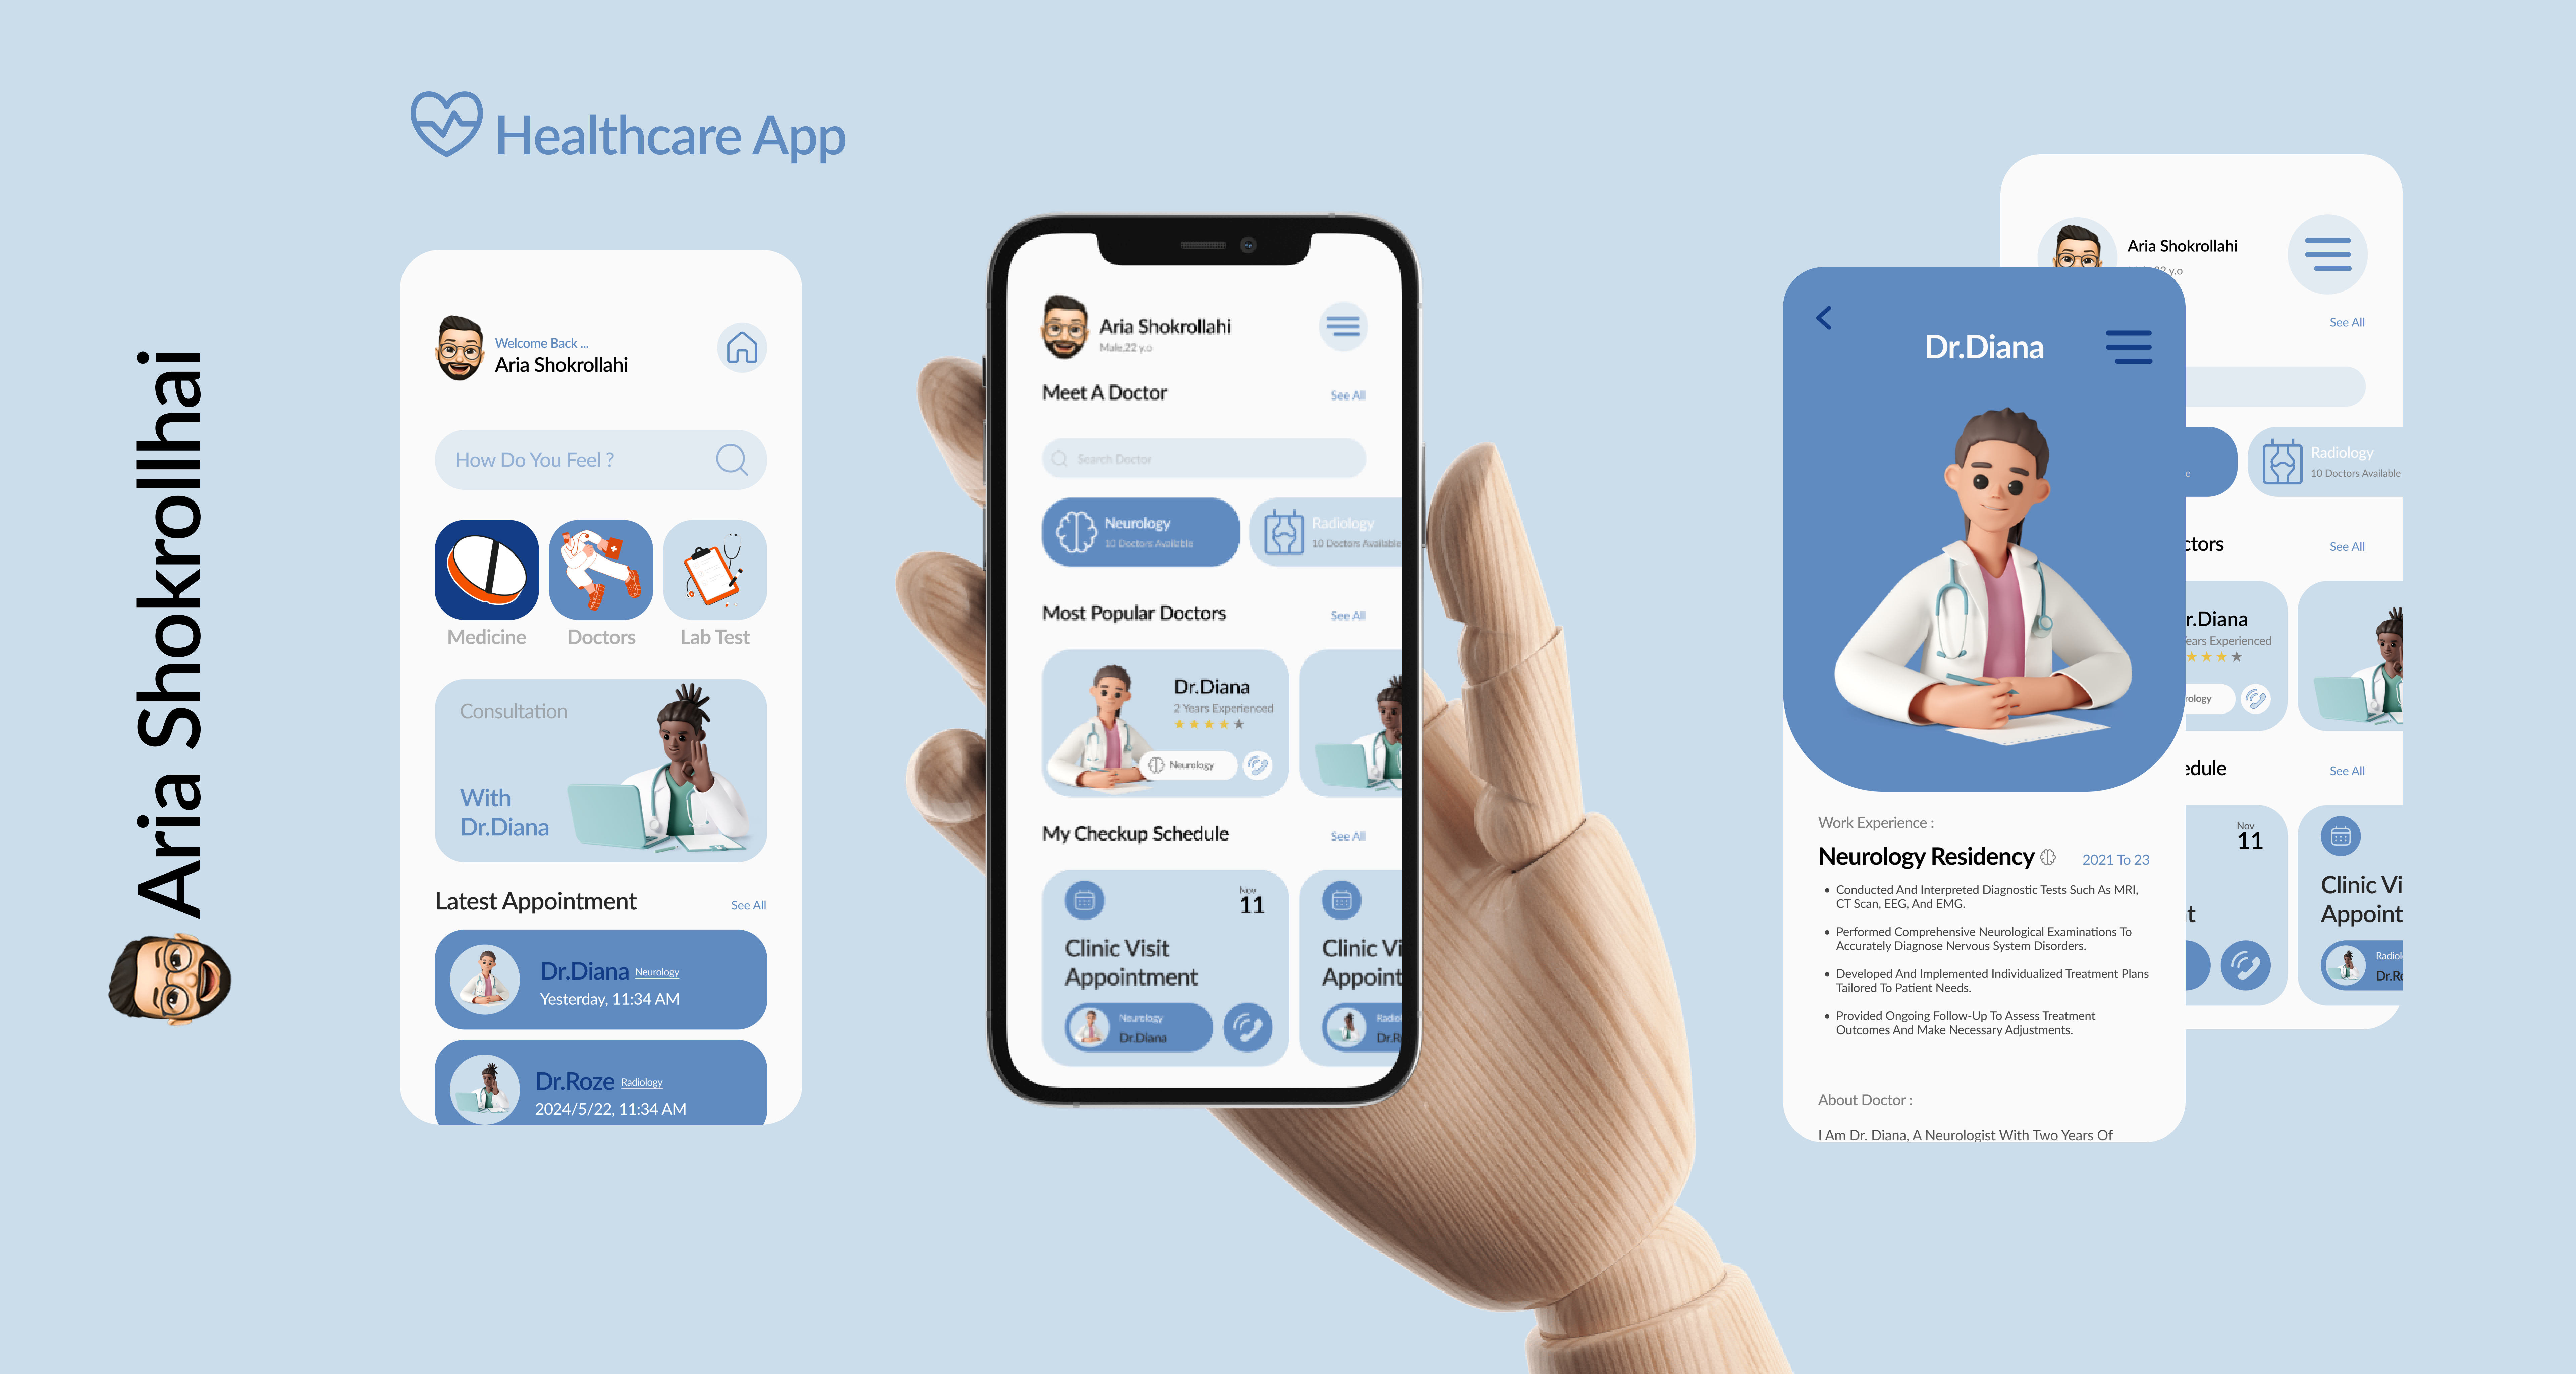 Healthcare App
Aria Shokrollhai
Welcome Back ...
Aria Shokrollahi
How Do You Feel ?
Medicine
Doctors
Lab Test
Consultation
With
Dr.Diana
Latest Appointment
See All
Dr.Diana Neurology
Yesterday, 11:34 AM
Dr.Roze Radiology
2024/5/22, 11:34 AM
Aria Shokrollahi
Male.22 y.o
Meet A Doctor
See All
Search Doctor
Neurology
10 Doctors Available
Radiology
10 Doctors Available
Most Popular Doctors
See All
Dr.Diana
2 Years Experienced
Neurology
My Checkup Schedule
See All
Nov
11
Clinic Visit
Appointment
Neurology
Dr.Diana
Clinic Vi
Appoint
Radiol
Dr.R
Dr.Diana
Work Experience :
Neurology Residency
2021 To 23
• Conducted And Interpreted Diagnostic Tests Such As MRI,
CT Scan, EEG, And EMG.
• Performed Comprehensive Neurological Examinations To
Accurately Diagnose Nervous System Disorders.
• Developed And Implemented Individualized Treatment Plans
Tailored To Patient Needs.
• Provided Ongoing Follow-Up To Assess Treatment
Outcomes And Make Necessary Adjustments.
About Doctor :
I Am Dr. Diana, A Neurologist With Two Years Of
Aria Shokrollahi
y.o
See All
Radiology
10 Doctors Available
ctors
See All
r.Diana
ears Experienced
rology
edule
See All
Nov
11
t
Clinic Vi
Appoint
Radiol
Dr.R